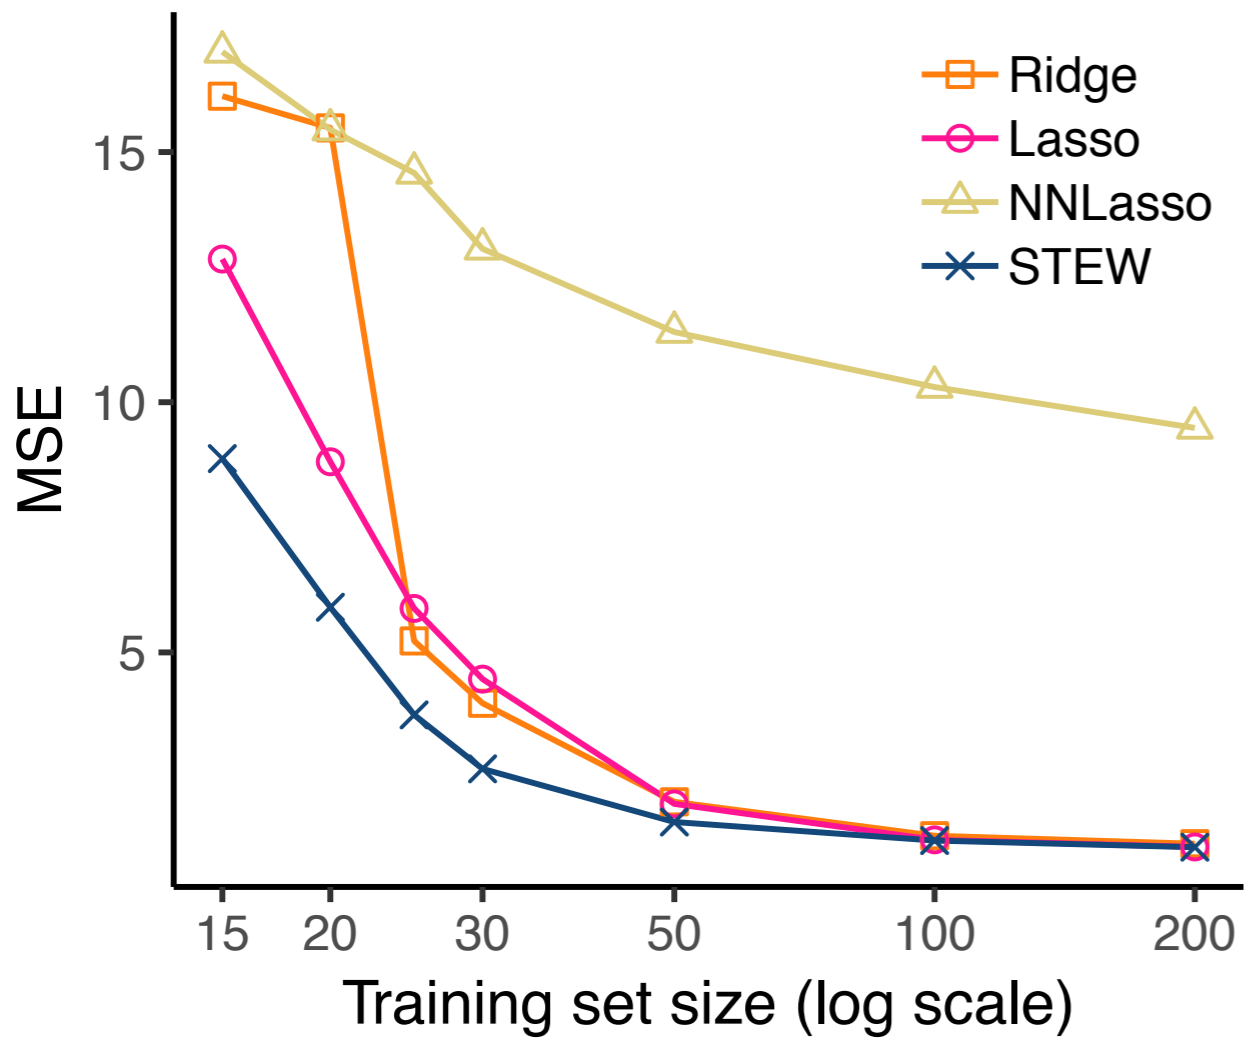 Ridge
Lasso
NNLasso
STEW
15
10
5
MSE
15 20 30 50 100 200
Training set size (log scale)